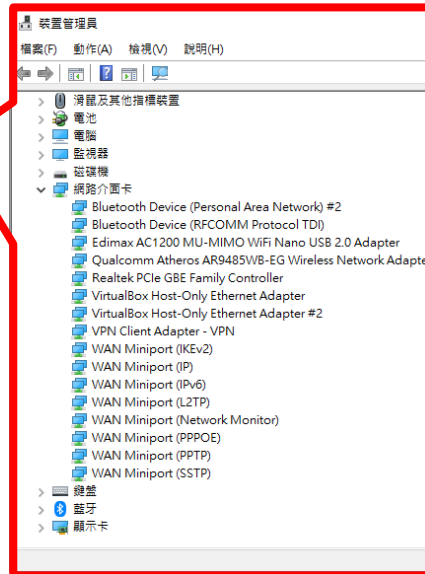 裝置管理員
檔案(F) 動作(A) 檢視(V) 說明(H)
滑鼠及其他指標裝置
電池
電腦
監視器
磁碟機
網路介面卡
Bluetooth Device (Personal Area Network) #2
Bluetooth Device (RFCOMM Protocol TDI)
Edimax AC1200 MU-MIMO WiFi Nano USB 2.0 Adapter
Qualcomm Atheros AR9485WB-EG Wireless Network Adapte
Realtek PCIe GBE Family Controller
VirtualBox Host-Only Ethernet Adapter
VirtualBox Host-Only Ethernet Adapter #2
VPN Client Adapter - VPN
WAN Miniport (IKEv2)
WAN Miniport (IP)
WAN Miniport (IPv6)
WAN Miniport (L2TP)
WAN Miniport (Network Monitor)
WAN Miniport (PPPOE)
WAN Miniport (PPTP)
WAN Miniport (SSTP)
鍵盤
藍牙
顯示卡